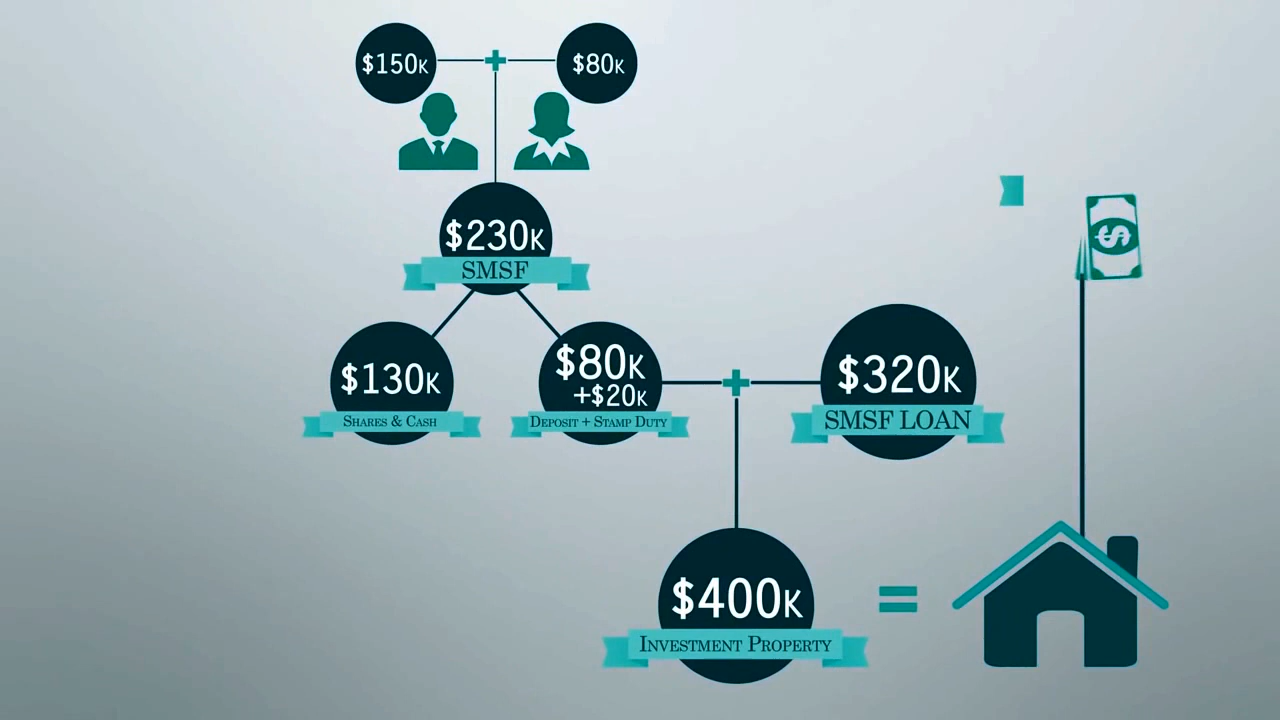 $150K
$80K
$230K
SMSF
$130K
SHARES & CASH
$80K
+$20K
DEPOSIT + STAMP DUTY
$320K
SMSF LOAN
$400K
INVESTMENT PROPERTY
$